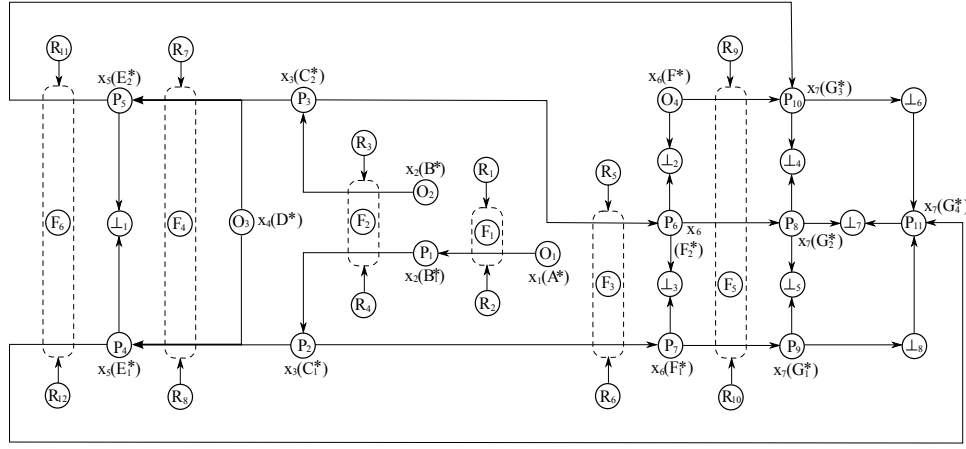 R11
R7
R9
x5(E2*)
x3(C2*)
x6(F*)
x7(G3*)
P5
P3
O4
P10
⊥6
R3
x2(B*)
R1
R5
⊥2
⊥4
O2
F6
⊥1
F4
O3
x4(D*)
F2
F1
P6
x6
(F2*)
P8
x7(G2*)
⊥7
P11
x7(G4*)
P1
x2(B1*)
O1
x1(A*)
R4
R2
F3
⊥3
F5
⊥5
P4
x5(E1*)
P2
x3(C1*)
P7
x6(F1*)
P9
x7(G1*)
⊥8
R12
R8
R6
R10